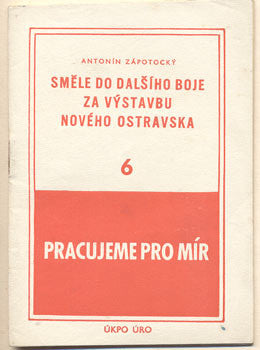 ANTONÍN ZÁPOTOCKÝ
SMĚLE DO DALŠÍHO BOJE
ZA VÝSTAVBU
NOVÉHO OSTRAVSKA
6
PRACUJEME PRO MÍR
ÚKPO ÚRO